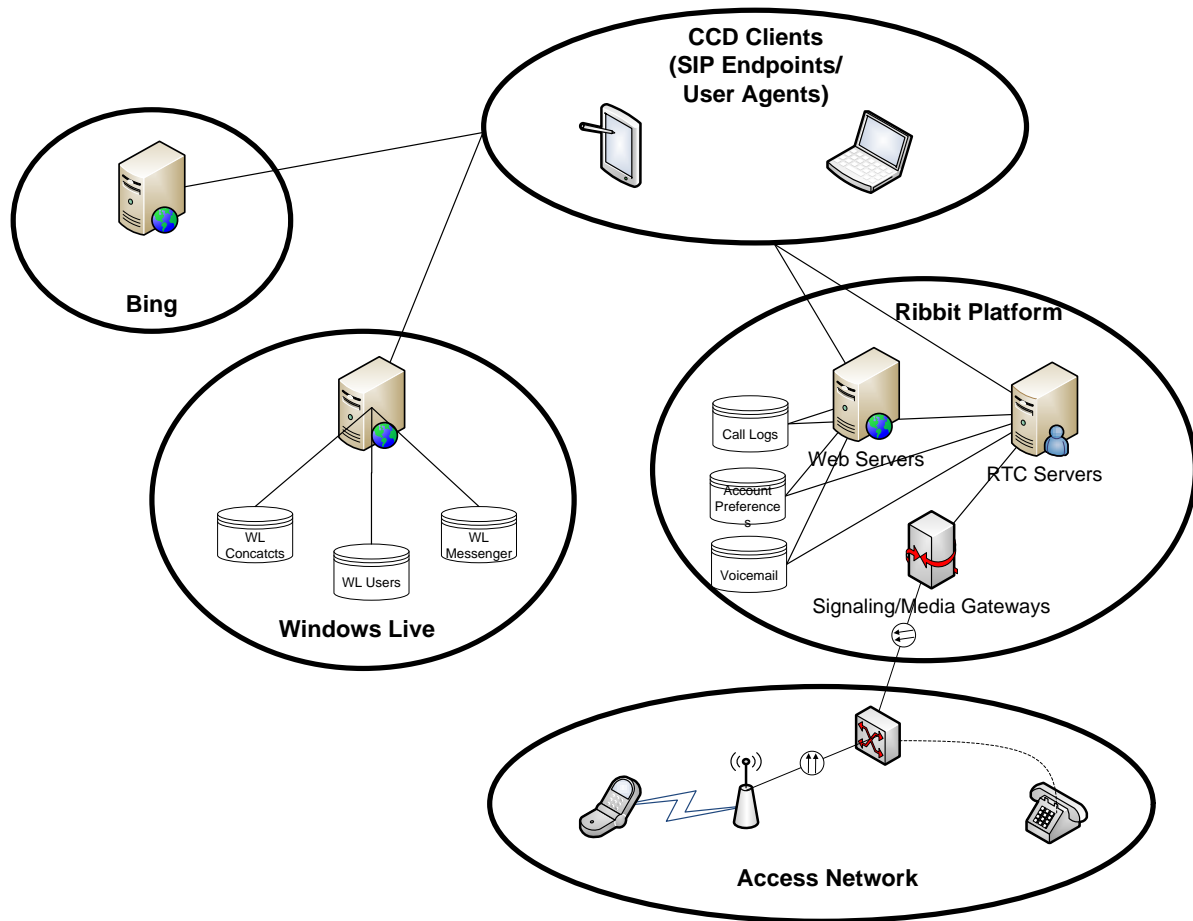 CCD Clients
(SIP Endpoints/
User Agents)
Bing
Ribbit Platform
Call Logs
Web Servers
RTC Servers
Account
Preference
s
Voicemail
Signaling/Media Gateways
WL
Concatcts
WL Users
WL
Messenger
Windows Live
Access Network